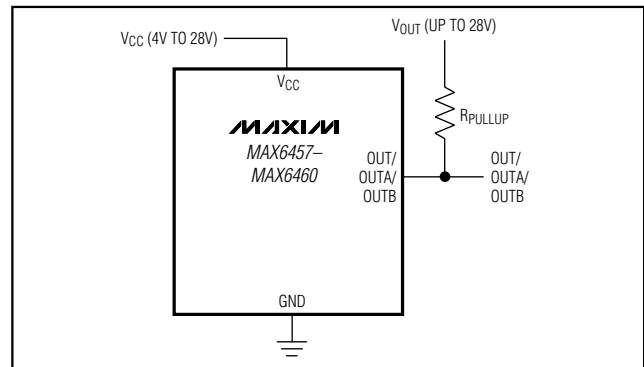 VCC (4V TO 28V)
VOUT (UP TO 28V)
VCC
RPULLUP
MAXIM
MAX6457–
MAX6460
OUT/
OUTA/
OUTB
OUT/
OUTA/
OUTB
GND